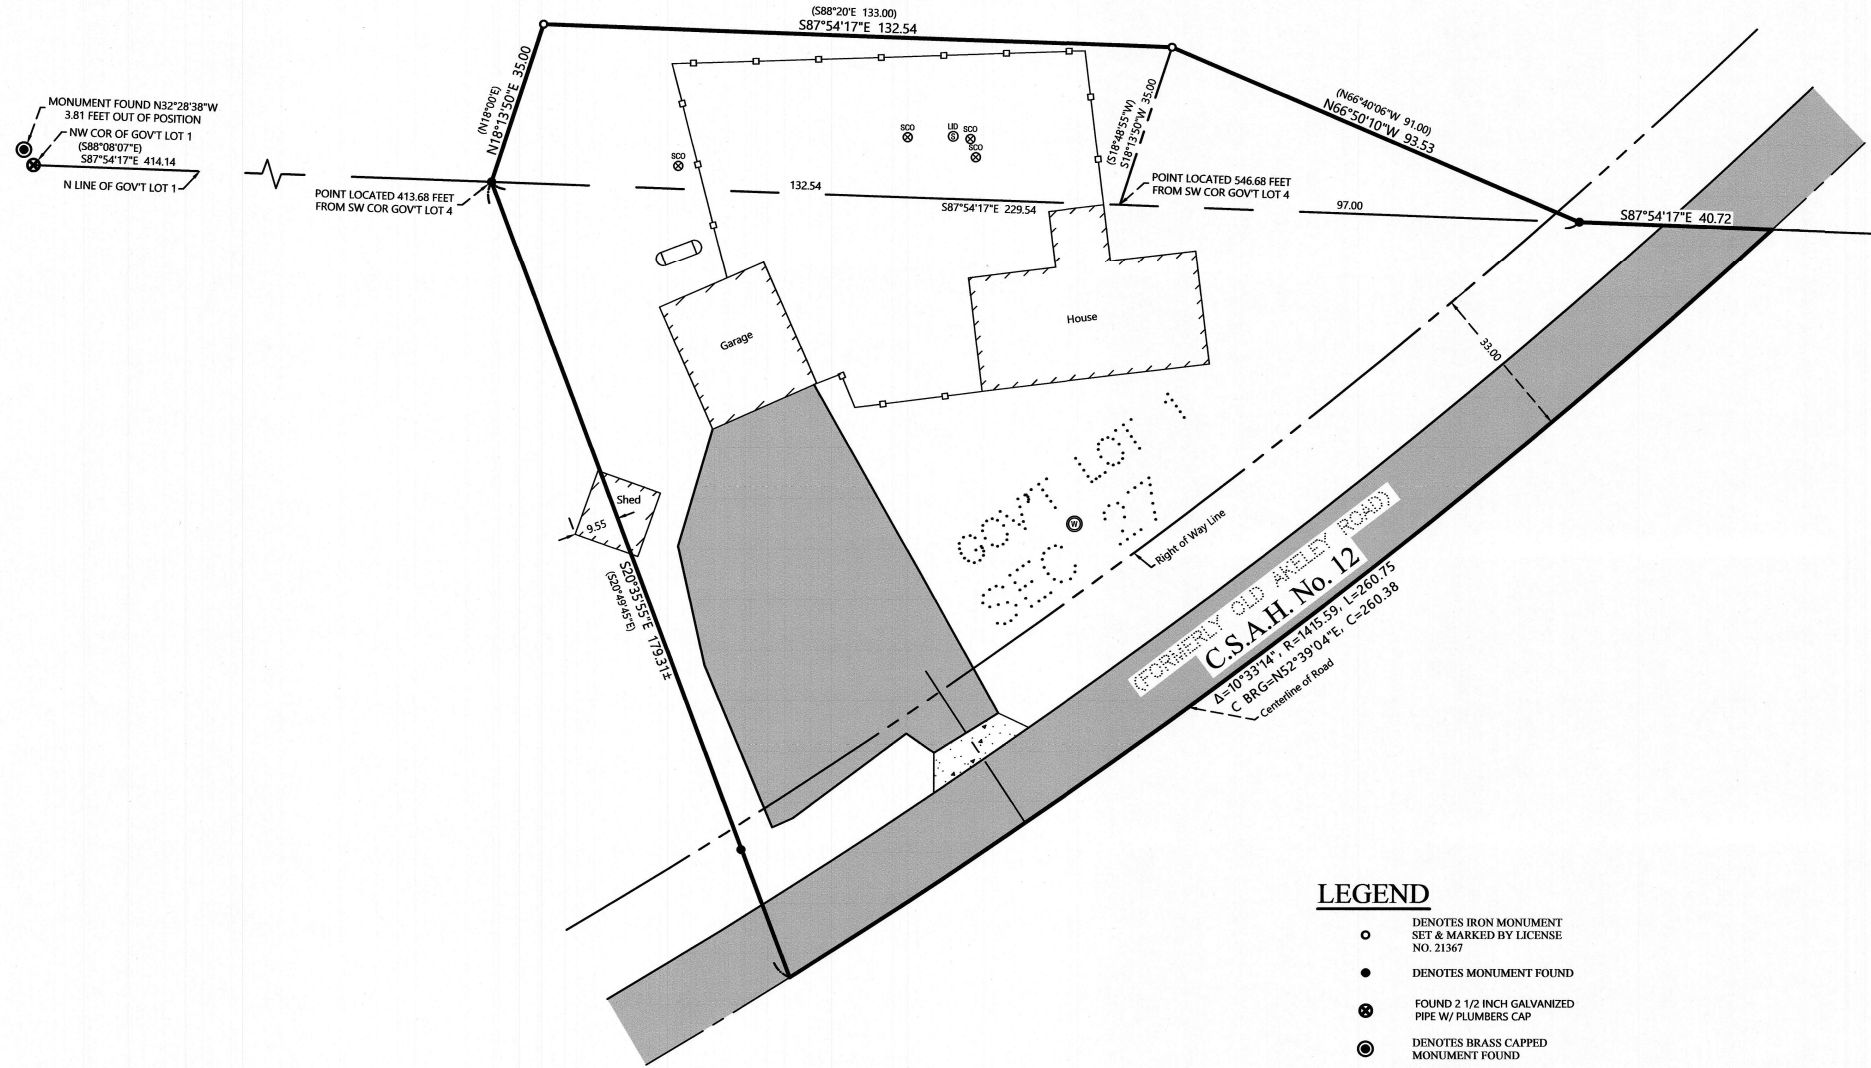 (S88°20'E 133.00)
S87°54'17"E 132.54
(N18°00'E)
N18°13'50"E 35.00
MONUMENT FOUND N32°28'38"W
3.81 FEET OUT OF POSITION
NW COR OF GOV'T LOT 1
(S88°08'07"E)
S87°54'17"E 414.14
N LINE OF GOV'T LOT 1
POINT LOCATED 413.68 FEET
FROM SW COR GOV'T LOT 4
SCO
SCO
LID
S
SCO
SCO
(S18°48'55"W)
S18°13'50"W 35.00
(N66°40'06"W 91.00)
N66°50'10"W 93.53
POINT LOCATED 546.68 FEET
FROM SW COR GOV'T LOT 4
132.54
S87°54'17"E 229.54
97.00
S87°54'17"E 40.72
Garage
House
33.00
GOV'T LOT 1
SEC 27
W
Right of Way Line
Shed
9.55
S20°35'55"E 179.31±
(S20°49'45"E)
(FORMERLY OLD AKELEY ROAD)
C.S.A.H. No. 12
Δ=10°33'14", R=1415.59, L=260.75
C BRG=N52°39'04"E, C=260.38
Centerline of Road
LEGEND
DENOTES IRON MONUMENT
SET & MARKED BY LICENSE
NO. 21367
DENOTES MONUMENT FOUND
FOUND 2 1/2 INCH GALVANIZED
PIPE W/ PLUMBERS CAP
DENOTES BRASS CAPPED
MONUMENT FOUND